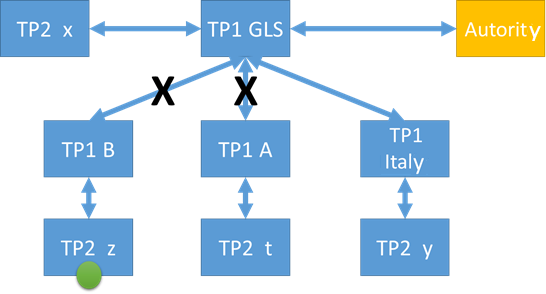 TP2 x
TP1 GLS
Autority
X
X
TP1 B
TP1 A
TP1
Italy
TP2 z
TP2 t
TP2 y